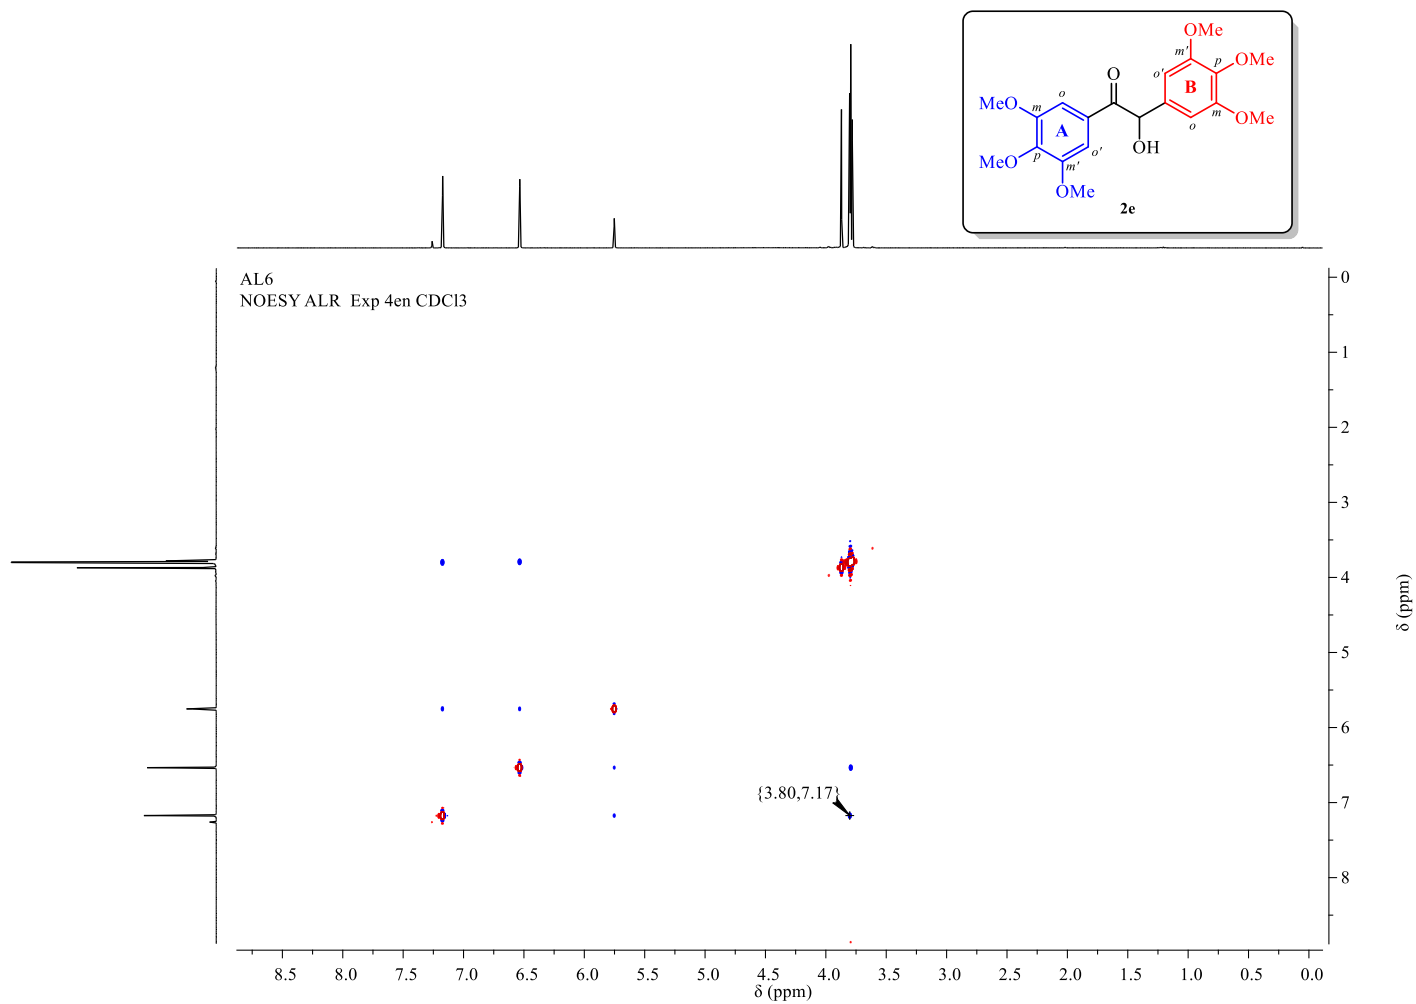 OMe
m'
p
OMe
O
o'
B
MeO
m
o
m
OMe
A
o
OH
MeO
p
o'
m'
OMe
2e
AL6
NOESY ALR Exp 4en CDCl3
0
1
2
3
4
5
6
7
8
δ (ppm)
{3.80,7.17}
8.5 8.0 7.5 7.0 6.5 6.0 5.5 5.0 4.5 4.0 3.5 3.0 2.5 2.0 1.5 1.0 0.5 0.0
δ (ppm)